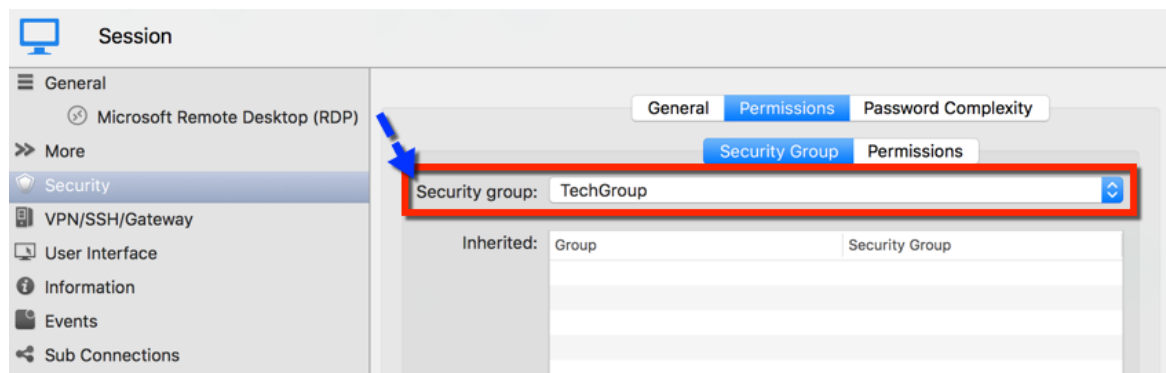 Session
General
Microsoft Remote Desktop (RDP)
More
Security
VPN/SSH/Gateway
User Interface
Information
Events
Sub Connections
General Permissions Password Complexity
Security Group Permissions
Security group: TechGroup
Inherited: Group Security Group